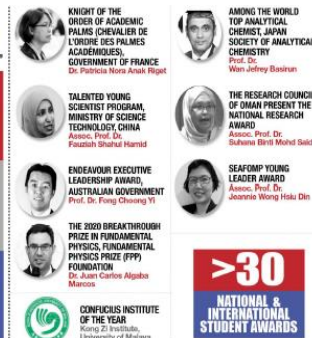 KNIGHT OF THE
ORDER OF ACADEMIC
PALMS (CHEVALIER DE
L'ORDRE DES PALMES
ACADÉMIQUES),
GOVERNMENT OF FRANCE
Dr. Patricia Nora Anak Riget
TALENTED YOUNG
SCIENTIST PROGRAM,
MINISTRY OF SCIENCE
TECHNOLOGY, CHINA
Assoc. Prof. Dr.
Fauziah Shahul Hamid
ENDEAVOUR EXECUTIVE
LEADERSHIP AWARD,
AUSTRALIAN GOVERNMENT
Prof. Dr. Fong Choong Yi
THE 2020 BREAKTHROUGH
PRIZE IN FUNDAMENTAL
PHYSICS, FUNDAMENTAL
PHYSICS PRIZE (FPP)
FOUNDATION
Dr. Juan Carlos Algaba
Marcos
CONFUCIUS INSTITUTE
OF THE YEAR
Kong Zi Institute,
University of Malaya
AMONG THE WORLD
TOP ANALYTICAL
CHEMIST, JAPAN
SOCIETY OF ANALYTICAL
CHEMISTRY
Prof. Dr.
Wan Jefrey Basirun
THE RESEARCH COUNCIL
OF OMAN PRESENT THE
NATIONAL RESEARCH
AWARD
Assoc. Prof. Dr.
Suhana Binti Mohd Said
SEAFOMP YOUNG
LEADER AWARD
Assoc. Prof. Dr.
Jeannie Wong Hsiu Din
>30
NATIONAL &
INTERNATIONAL
STUDENT AWARDS